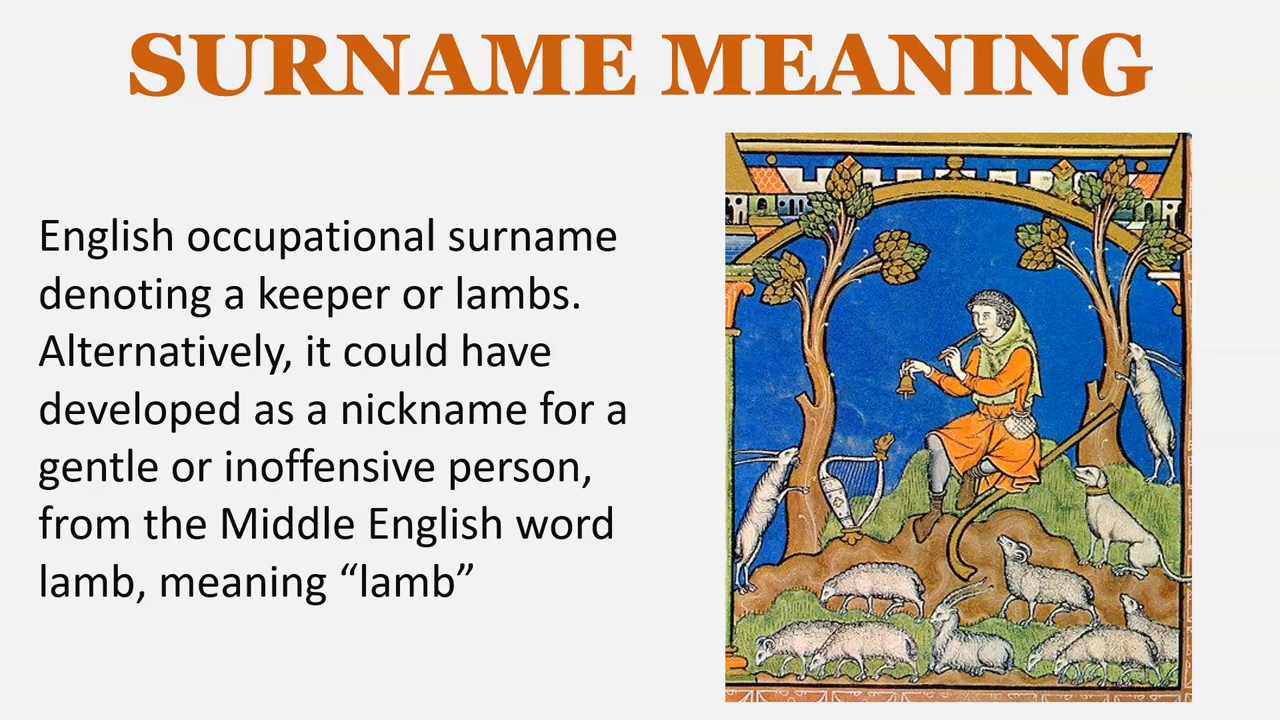 SURNAME MEANING
English occupational surname
denoting a keeper or lambs.
Alternatively, it could have
developed as a nickname for a
gentle or inoffensive person,
from the Middle English word
lamb, meaning “lamb”